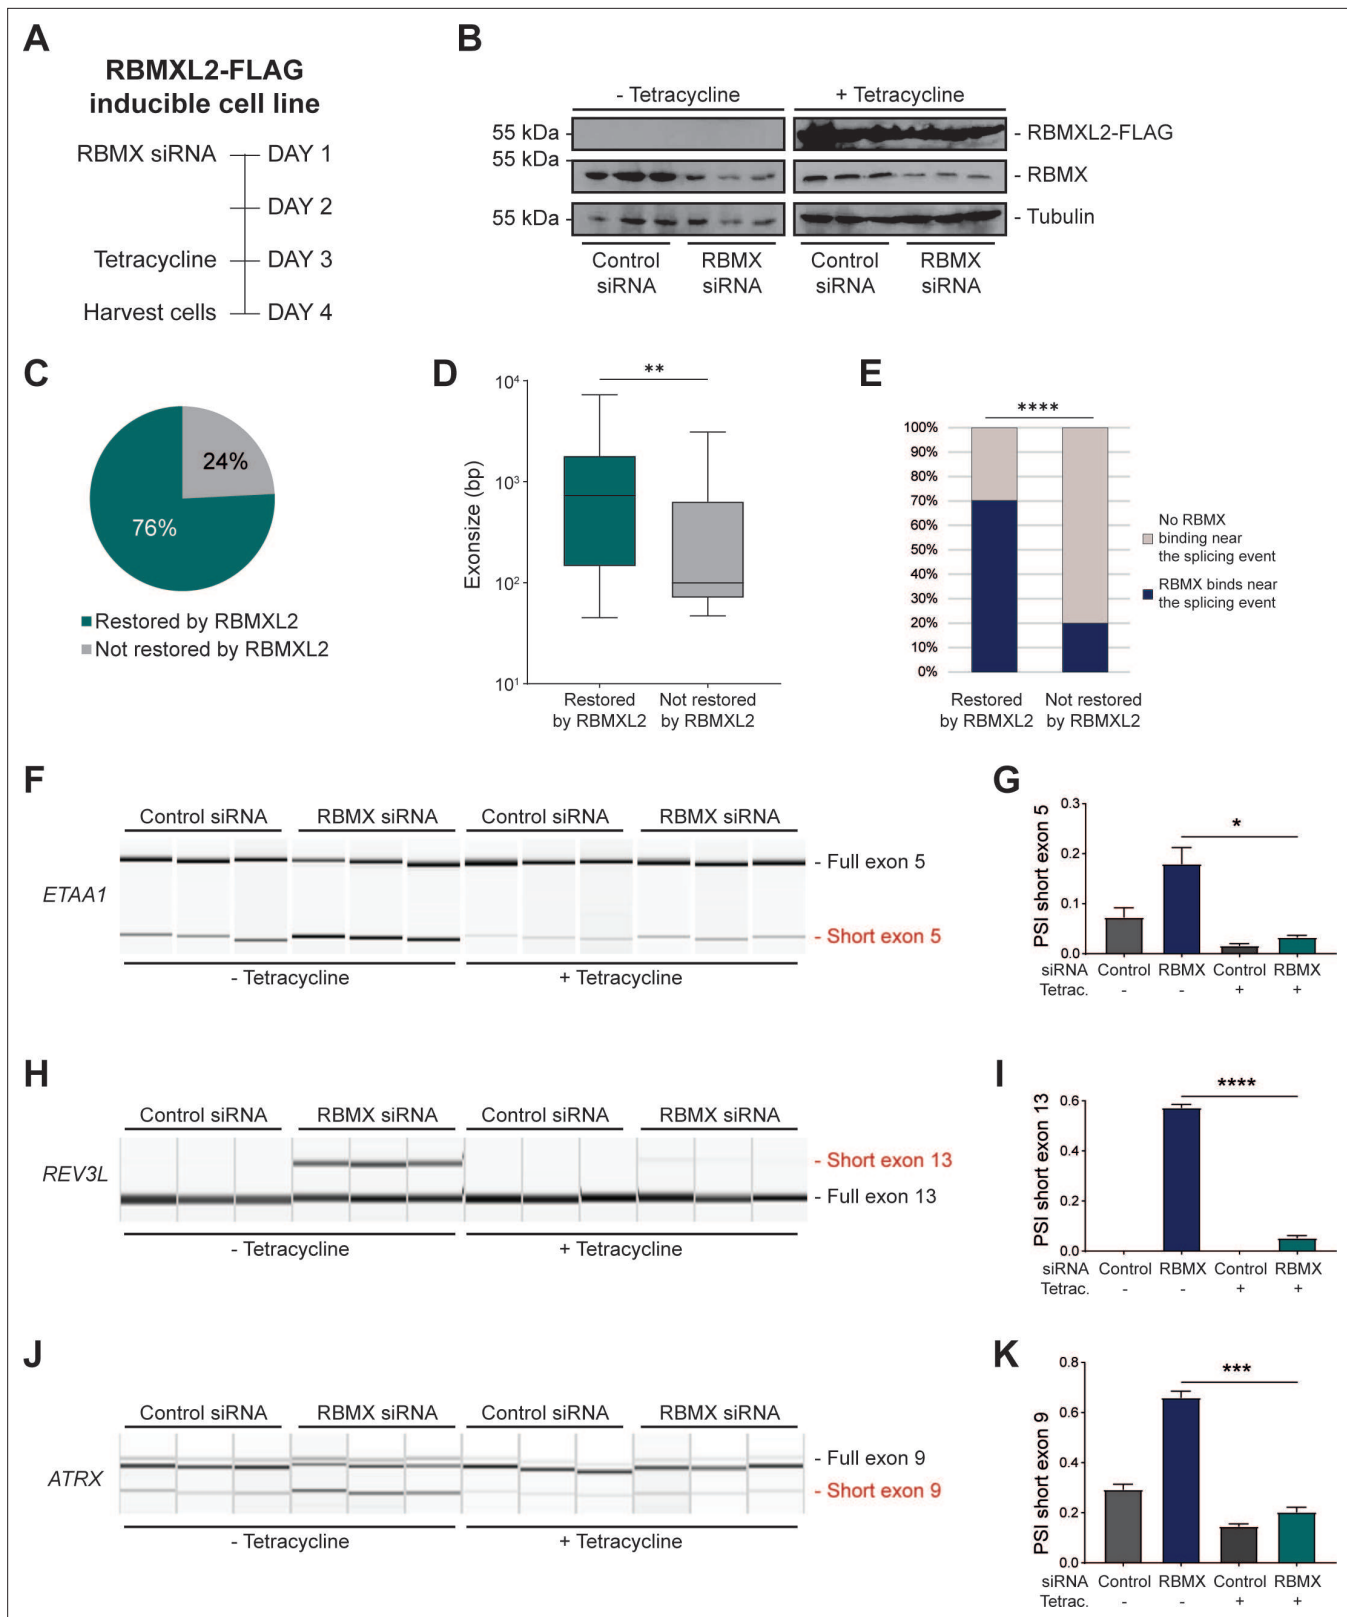 A
RBMXL2-FLAG
inducible cell line
RBMX siRNA
DAY 1
DAY 2
Tetracycline
DAY 3
Harvest cells
DAY 4
B
- Tetracycline
+ Tetracycline
55 kDa
- RBMXL2-FLAG
55 kDa
- RBMX
55 kDa
- Tubulin
Control
siRNA
RBMX
siRNA
Control
siRNA
RBMX
siRNA
C
24%
76%
Restored by RBMXL2
Not restored by RBMXL2
D
**
Exonsize (bp)
10⁴
10³
10²
10¹
Restored
by RBMXL2
Not restored
by RBMXL2
E
****
100%
90%
80%
70%
60%
50%
40%
30%
20%
10%
0%
No RBMX
binding near
the splicing event
RBMX binds near
the splicing event
Restored
by RBMXL2
Not restored
by RBMXL2
F
Control siRNA
RBMX siRNA
Control siRNA
RBMX siRNA
ETAA1
- Full exon 5
- Short exon 5
- Tetracycline
+ Tetracycline
G
PSI short exon 5
0.3
0.2
0.1
0.0
*
siRNA Control RBMX Control RBMX
Tetrac. - - + +
H
Control siRNA
RBMX siRNA
Control siRNA
RBMX siRNA
REV3L
- Short exon 13
- Full exon 13
- Tetracycline
+ Tetracycline
I
PSI short exon 13
0.6
0.4
0.2
0.0
****
siRNA Control RBMX Control RBMX
Tetrac. - - + +
J
Control siRNA
RBMX siRNA
Control siRNA
RBMX siRNA
ATRX
- Full exon 9
- Short exon 9
- Tetracycline
+ Tetracycline
K
PSI short exon 9
0.8
0.6
0.4
0.2
0.0
***
siRNA Control RBMX Control RBMX
Tetrac. - - + +